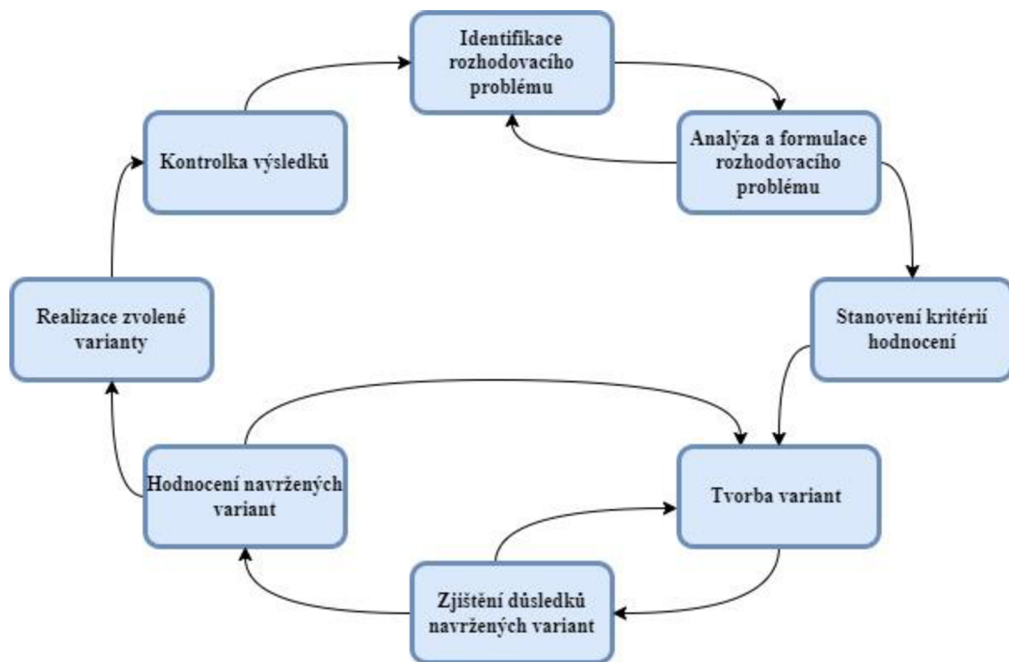 Identifikace
rozhodovacího
problému
Analýza a formulace
rozhodovacího
problému
Stanovení kritérií
hodnocení
Tvorba variant
Zjištění důsledků
navržených variant
Hodnocení navržených
variant
Realizace zvolené
varianty
Kontrolka výsledků